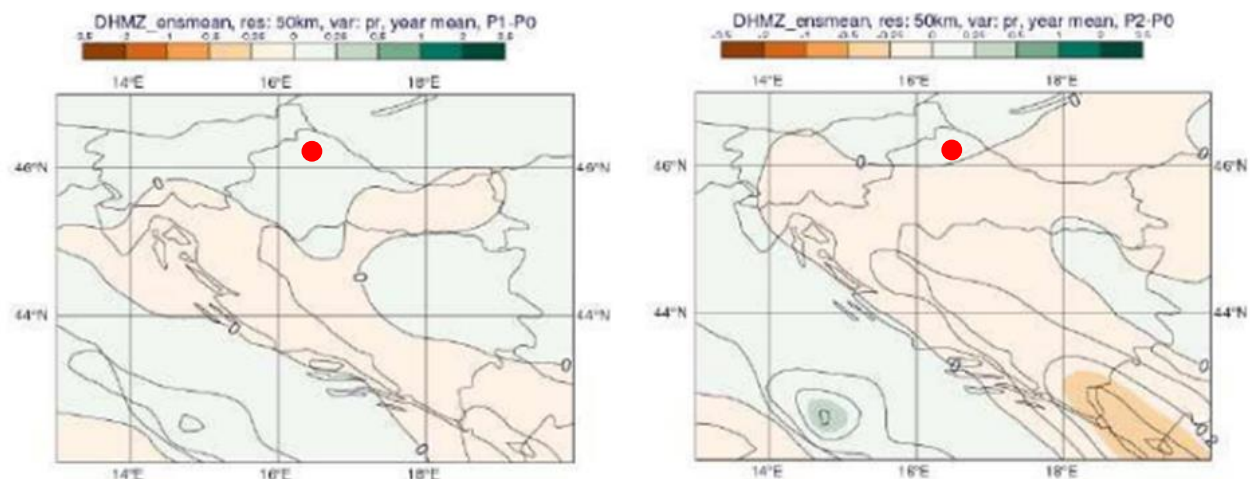 DHMZ_ensmean, res: 50km, var: pr, year mean, P1-P0
14°E 16°E 18°E
46°N 46°N
0
0
44°N 44°N
0
0
0
14°E 16°E 18°E
DHMZ_ensmean, res: 50km, var: pr, year mean, P2-P0
14°E 16°E 18°E
0
0 0
46°N 46°N
44°N 44°N
0
0
14°E 16°E 18°E